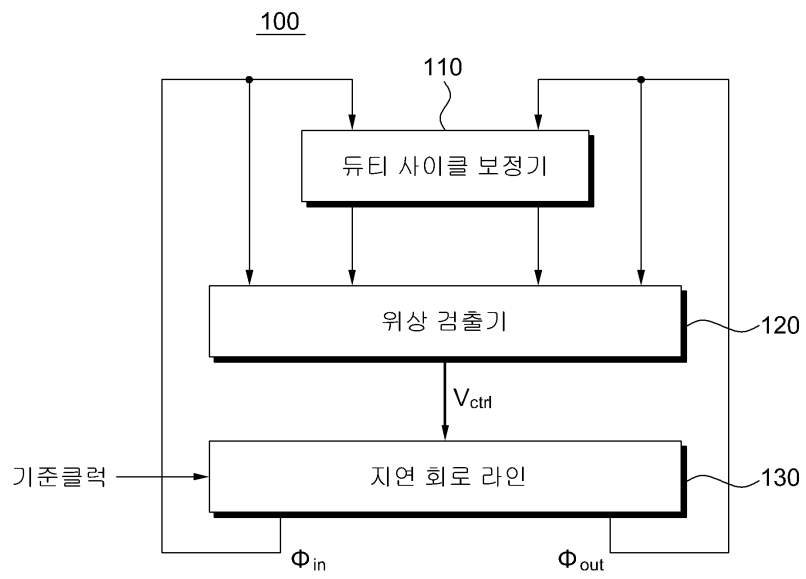 100
110
듀티 사이클 보정기
위상 검출기
120
Vctrl
기준클럭
지연 회로 라인
130
Φin
Φout